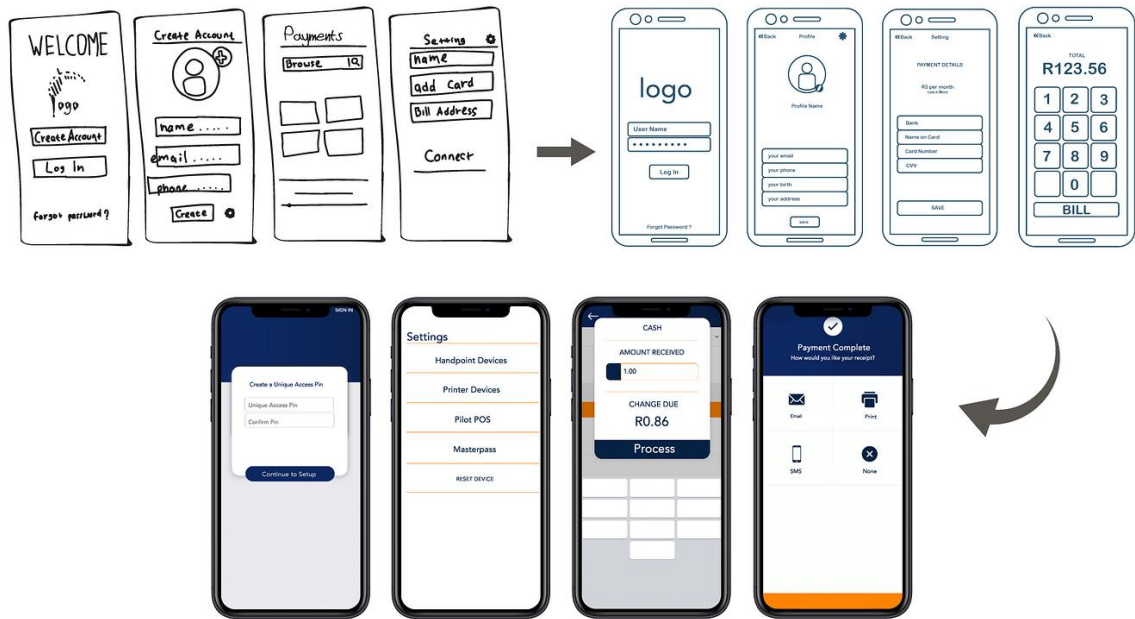 WELCOME
logo
Create Account
Log In
forgot password?
Create Account
name .....
email .....
phone .....
Create
Payments
Browse
Setting
name
add Card
Bill Address
Connect
logo
User Name
Log In
Forgot Password ?
Back
Profile
Profile Name
your email
your phone
your birth
your address
save
Back
Setting
PAYMENT DETAILS
R5 per month
Learn More
Bank
Name on Card
Card Number
CVV
SAVE
Back
TOTAL
R123.56
1 2 3
4 5 6
7 8 9
0
BILL
SIGN IN
Create a Unique Access Pin
Unique Access Pin
Confirm Pin
Continue to Setup
Settings
Handpoint Devices
Printer Devices
Pilot POS
Masterpass
RESET DEVICE
CASH
AMOUNT RECEIVED
1.00
CHANGE DUE
R0.86
Process
Payment Complete
How would you like your receipt?
Email
Print
SMS
None